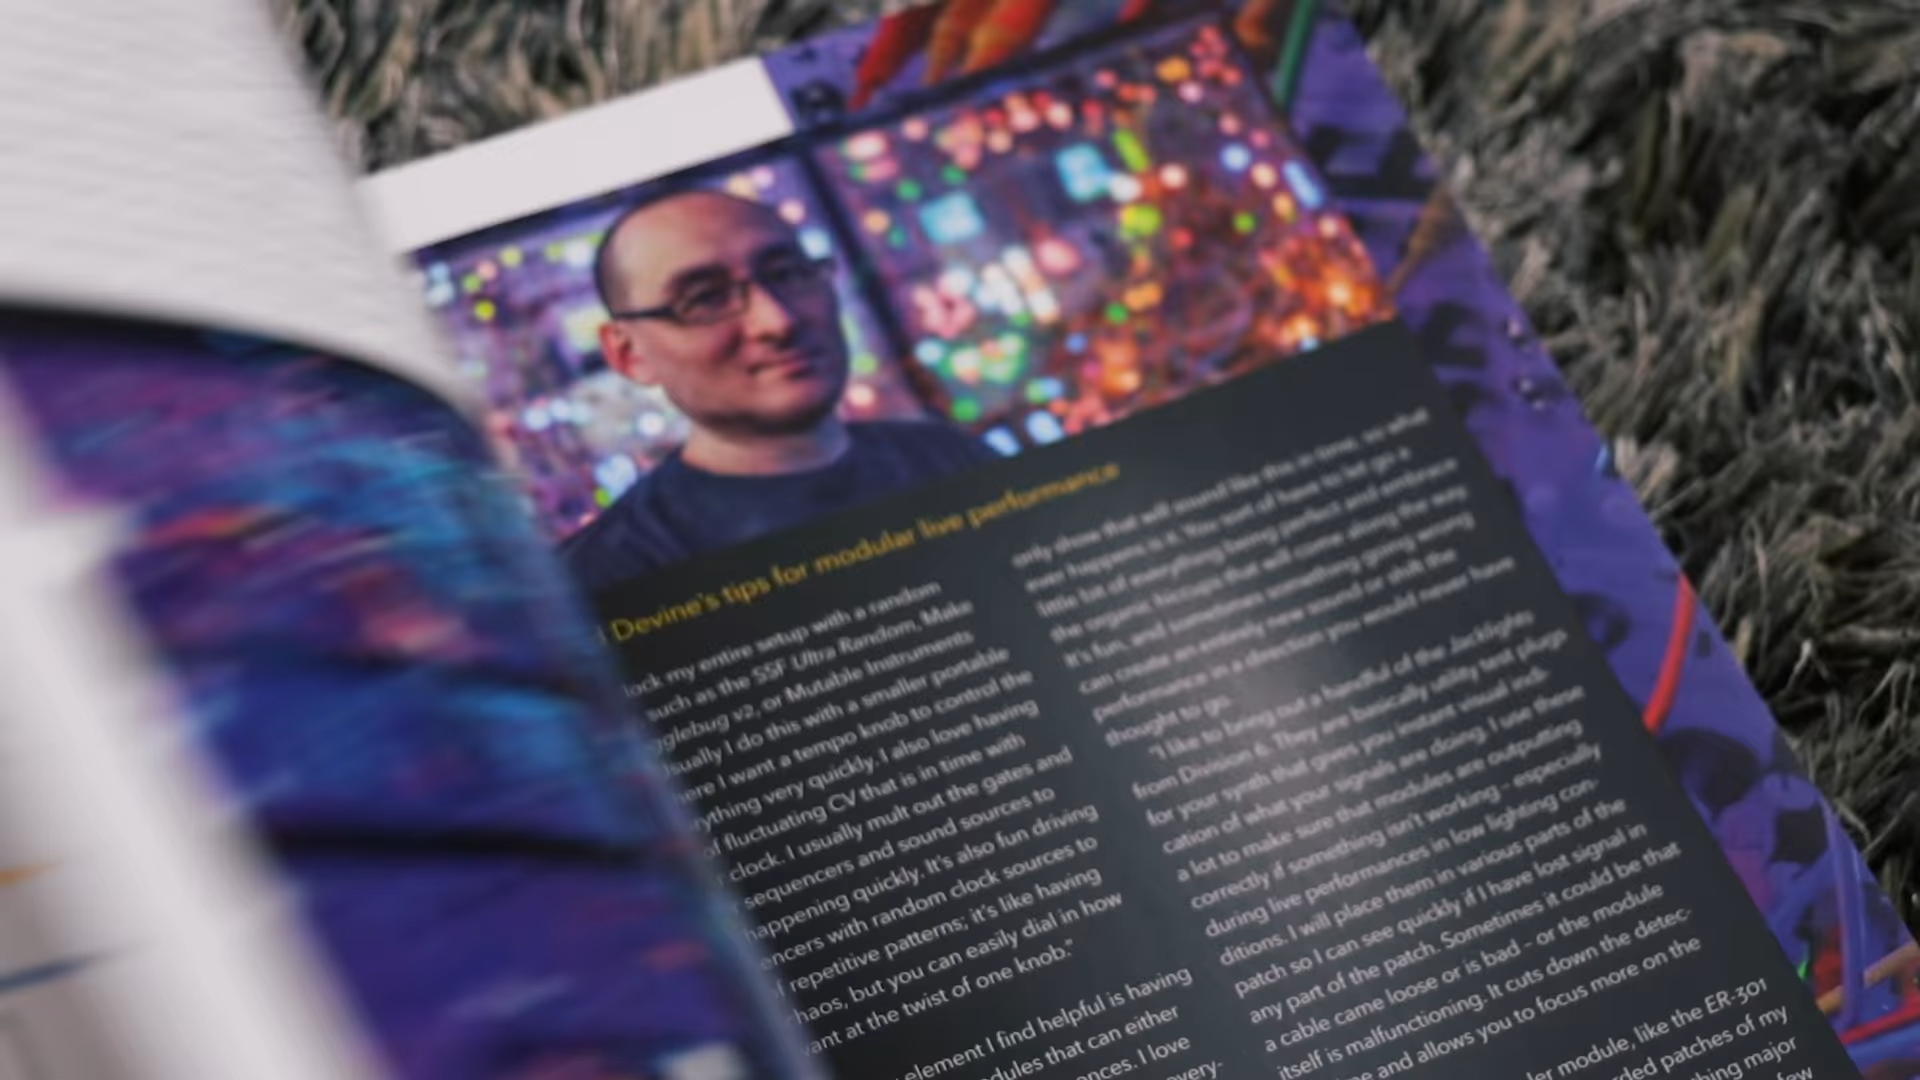 Devine's tips for modular live performance
lock my entire setup with a random
such as the SSF Ultra Random, Make
gglebug v2, or Mutable Instruments
sually I do this with a smaller portable
ere I want a tempo knob to control the
ything very quickly. I also love having
of fluctuating CV that is in time with
clock. I usually mult out the gates and
sequencers and sound sources to
appening quickly. It's also fun driving
encers with random clock sources to
repetitive patterns; it's like having
haos, but you can easily dial in how
vant at the twist of one knob."
element I find helpful is having
dules that can either
ances. I love
every-
only show that will sound like this in time, so what
ever happens is it. You sort of have to let go a
little bit of everything being perfect and embrace
the organic hiccups that will come along the way.
It's fun, and sometimes something going wrong
can create an entirely new sound or shift the
performance in a direction you would never have
thought to go.
"I like to bring out a handful of the Jacklights
from Division 6. They are basically utility test plugs
for your synth that gives you instant visual indi-
cation of what your signals are doing. I use these
a lot to make sure that modules are outputting
correctly if something isn't working - especially
during live performances in low lighting con-
ditions. I will place them in various parts of the
patch so I can see quickly if I have lost signal in
any part of the patch. Sometimes it could be that
a cable came loose or is bad - or the module
itself is malfunctioning. It cuts down the detec-
and allows you to focus more on the
module, like the ER-301
patches of my
major
few